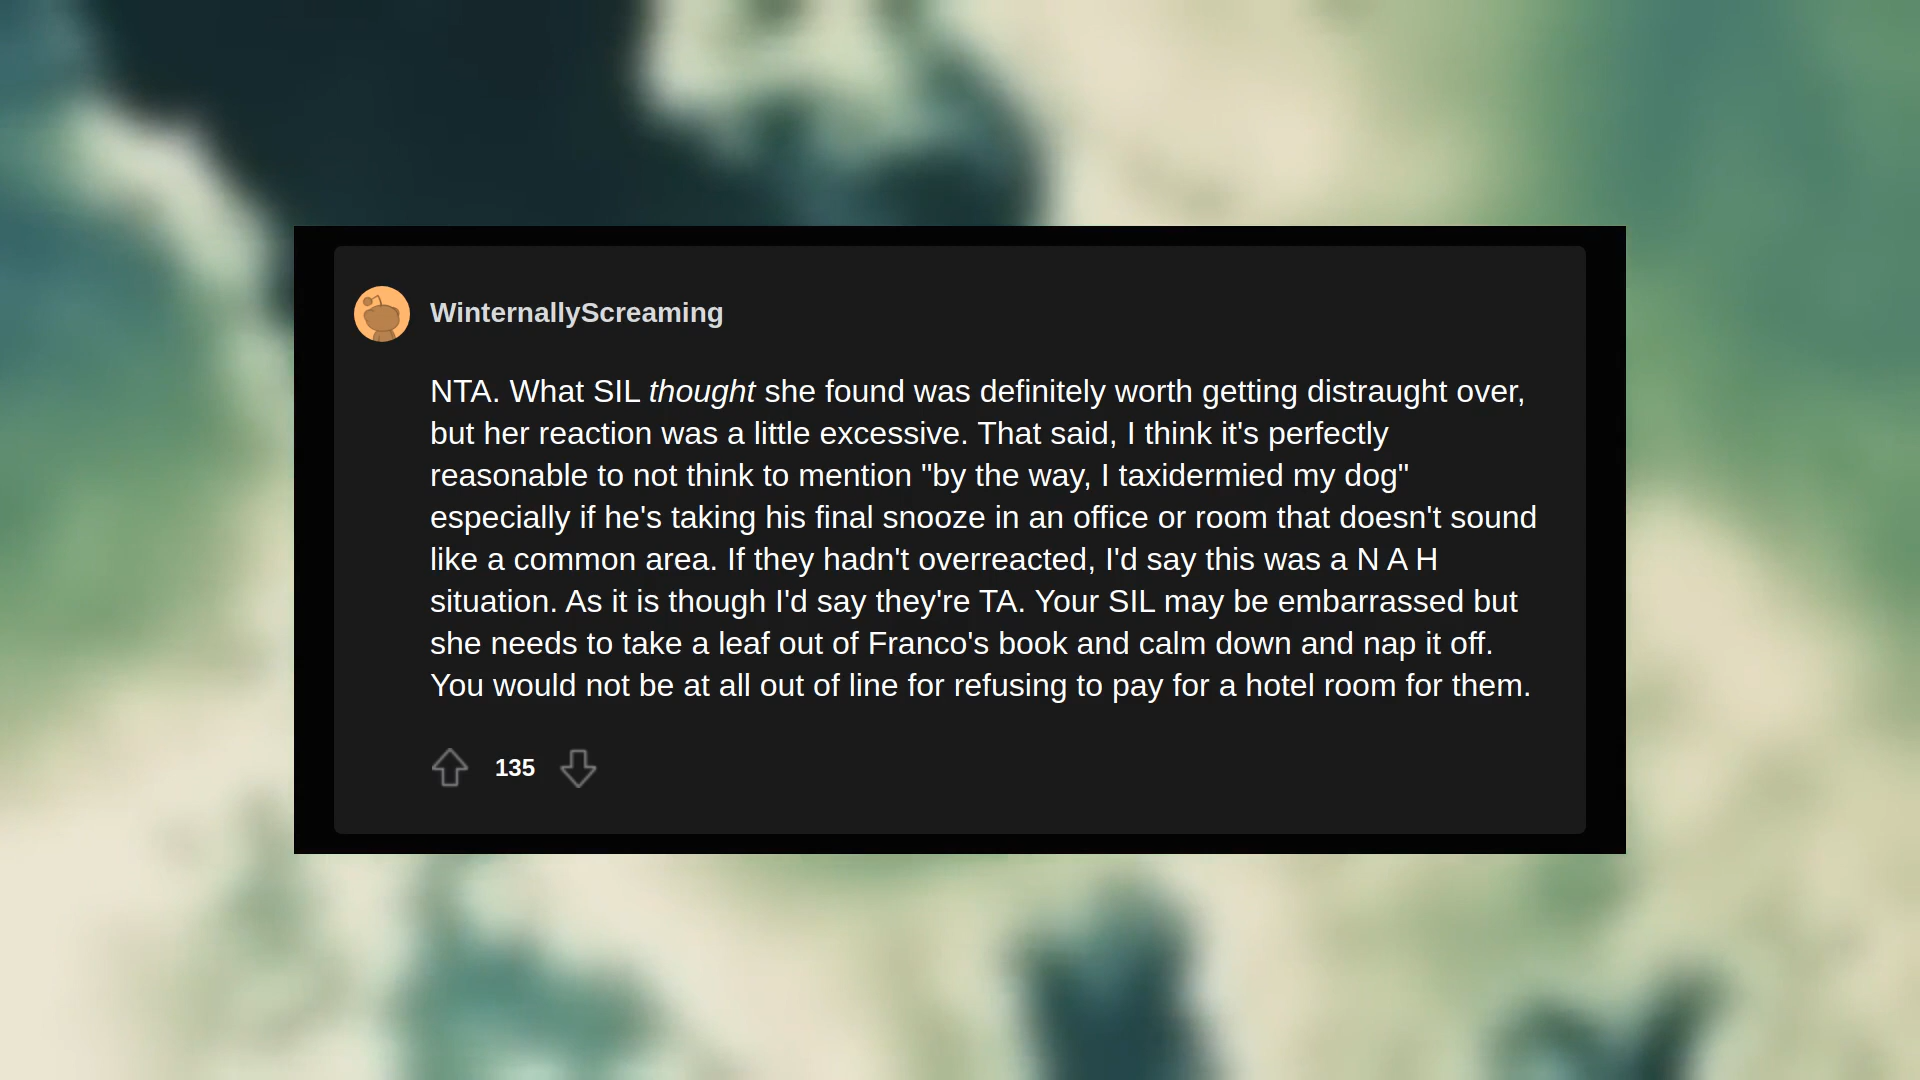 WinternallyScreaming
NTA. What SIL thought she found was definitely worth getting distraught over,
but her reaction was a little excessive. That said, I think it's perfectly
reasonable to not think to mention "by the way, I taxidermied my dog"
especially if he's taking his final snooze in an office or room that doesn't sound
like a common area. If they hadn't overreacted, I'd say this was a N A H
situation. As it is though I'd say they're TA. Your SIL may be embarrassed but
she needs to take a leaf out of Franco's book and calm down and nap it off.
You would not be at all out of line for refusing to pay for a hotel room for them.
135